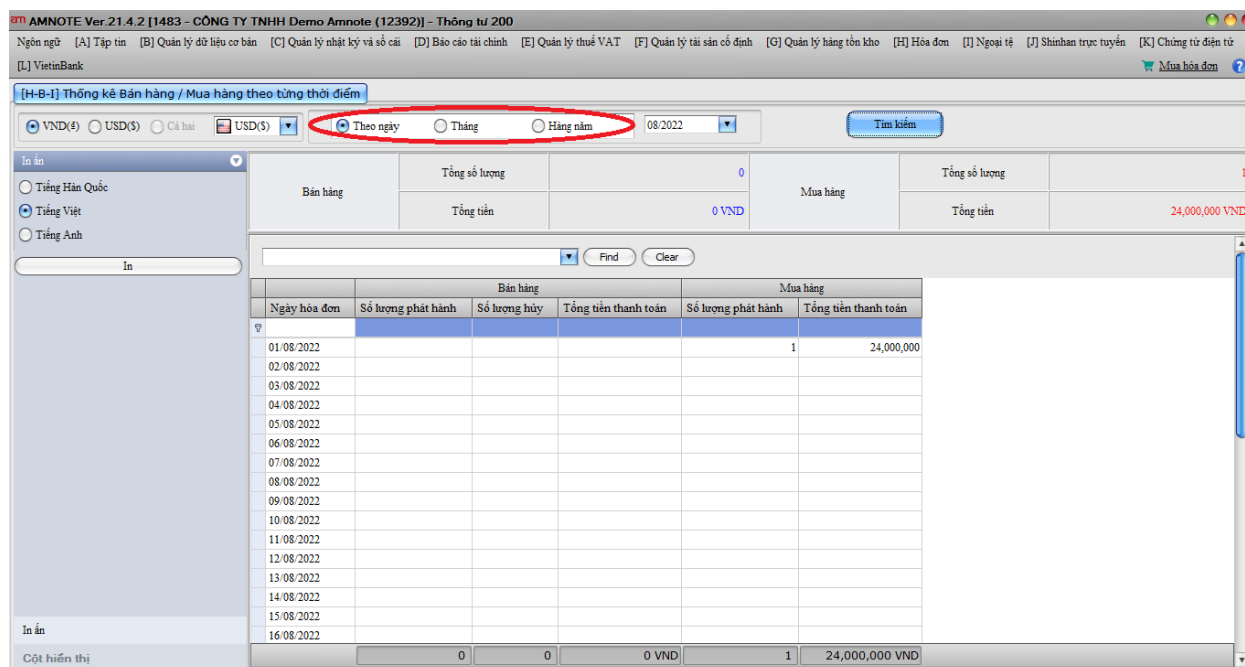 am AMNOTE Ver.21.4.2 [1483 - CÔNG TY TNHH Demo Amnote (12392)] - Thông tư 200
Ngôn ngữ [A] Tập tin [B] Quản lý dữ liệu cơ bản [C] Quản lý nhật ký và sổ cái [D] Báo cáo tài chinh [E] Quản lý thuế VAT [F] Quản lý tài sản cố định [G] Quản lý hàng tồn kho [H] Hóa đơn [I] Ngoại tệ [J] Shinhan trực tuyến [K] Chứng từ điện tử
[L] VietinBank Mua hóa đơn ?
[H-B-I] Thống kê Bán hàng / Mua hàng theo từng thời điểm
VND(₫) USD($) Cả hai USD($) Theo ngày Tháng Hàng năm 08/2022 Tìm kiếm
In ấn
Tiếng Hàn Quốc
Tiếng Việt
Tiếng Anh
In
Bán hàng Tổng số lượng 0 Mua hàng Tổng số lượng 1
Tổng tiền 0 VND Tổng tiền 24,000,000 VND
Find Clear
Bán hàng Mua hàng
Ngày hóa đơn Số lượng phát hành Số lượng hủy Tổng tiền thanh toán Số lượng phát hành Tổng tiền thanh toán
01/08/2022 1 24,000,000
02/08/2022
03/08/2022
04/08/2022
05/08/2022
06/08/2022
07/08/2022
08/08/2022
09/08/2022
10/08/2022
11/08/2022
12/08/2022
13/08/2022
14/08/2022
15/08/2022
16/08/2022
In ấn
Cột hiển thị
0 0 0 VND 1 24,000,000 VND